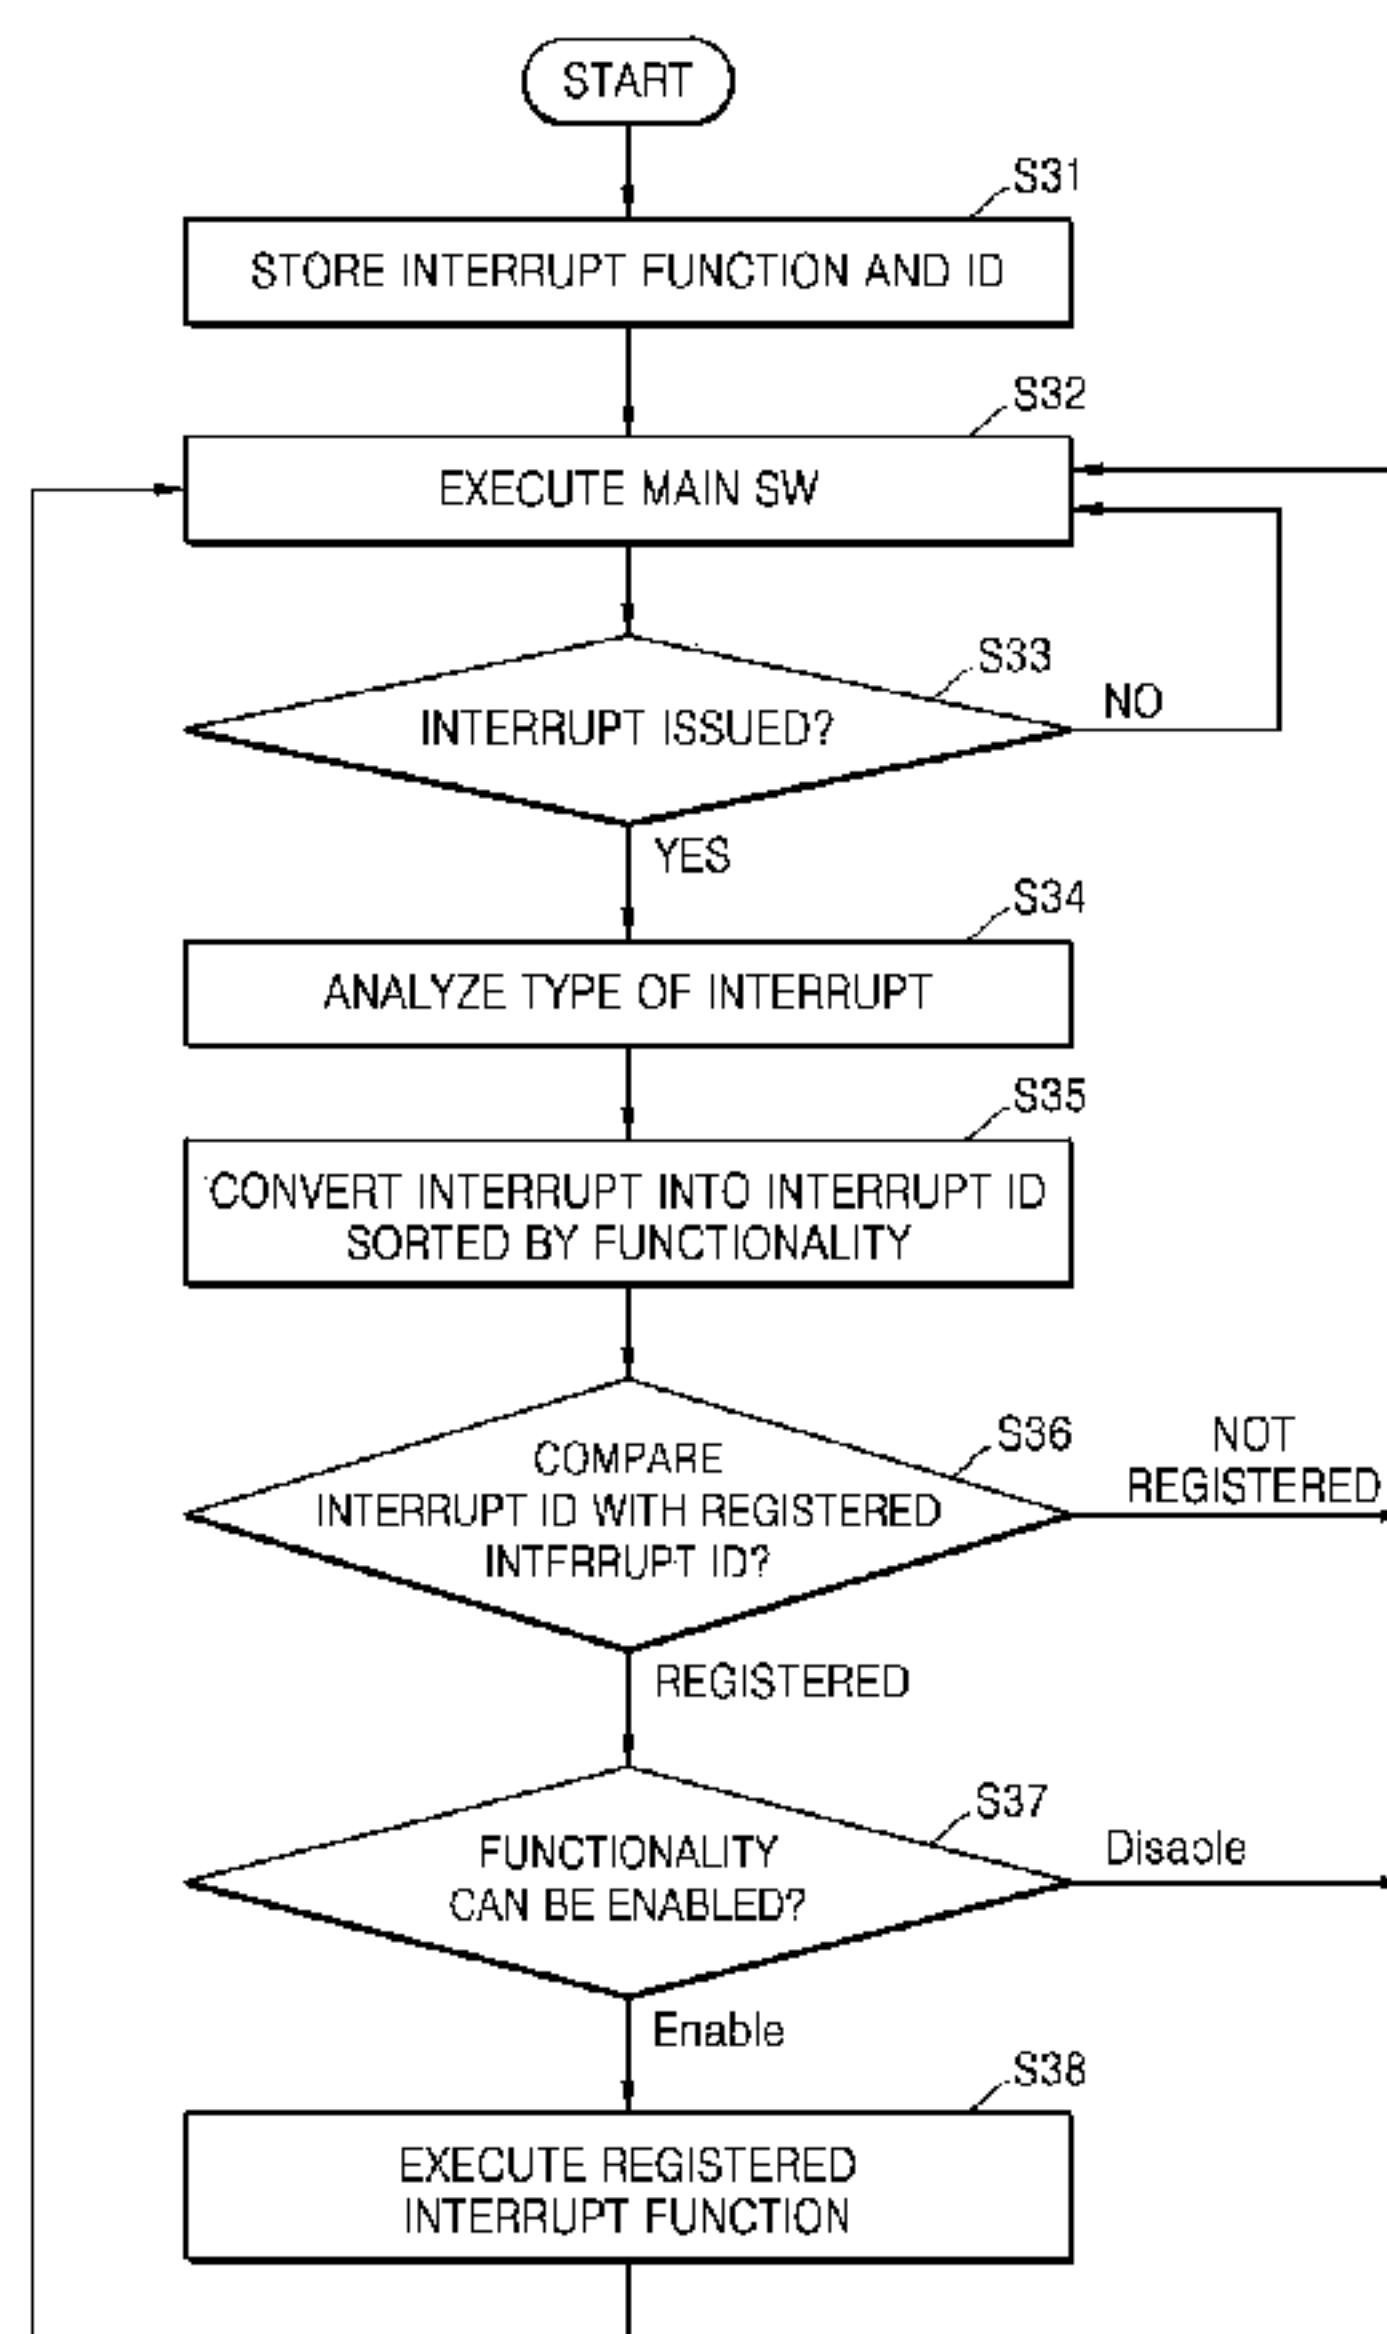 START
S31
STORE INTERRUPT FUNCTION AND ID
S32
EXECUTE MAIN SW
S33
INTERRUPT ISSUED?
NO
YES
S34
ANALYZE TYPE OF INTERRUPT
S35
CONVERT INTERRUPT INTO INTERRUPT ID
SORTED BY FUNCTIONALITY
S36
NOT
REGISTERED
COMPARE
INTERRUPT ID WITH REGISTERED
INTERRUPT ID?
REGISTERED
S37
Disable
FUNCTIONALITY
CAN BE ENABLED?
Enable
S38
EXECUTE REGISTERED
INTERRUPT FUNCTION